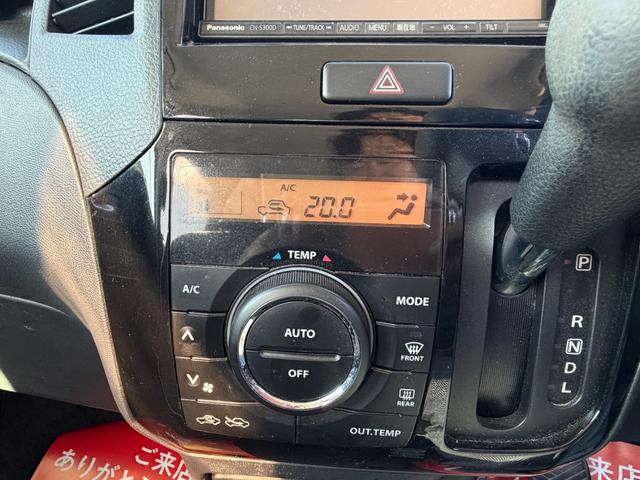 Panasonic CN-S300D TUNE/TRACK AUDIO MENU 現在地 − VOL + TILT
A/C
20.0
TEMP
A/C
MODE
AUTO
OFF
FRONT
REAR
OUT.TEMP
P
R
N
D
L
ご来店
ありがと
来店